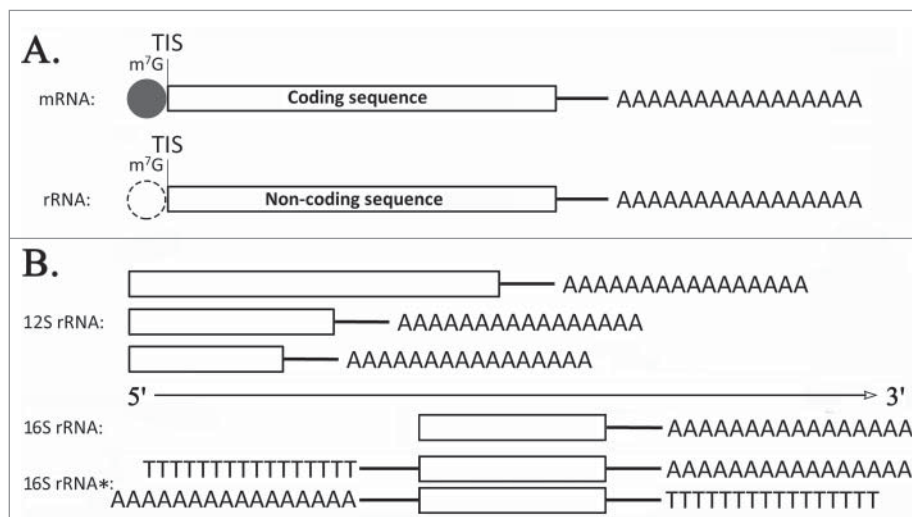 A.
TIS
m⁷G
mRNA: Coding sequence AAAAAAAAAAAAAAAA
TIS
m⁷G
rRNA: Non-coding sequence AAAAAAAAAAAAAAAA
B.
AAAAAAAAAAAAAAAA
12S rRNA: AAAAAAAAAAAAAAAA
AAAAAAAAAAAAAAAA
5' 3'
16S rRNA: AAAAAAAAAAAAAAAA
TTTTTTTTTTTTTTTT AAAAAAAAAAAAAAAA
16S rRNA*:
AAAAAAAAAAAAAAAA TTTTTTTTTTTTTTTT